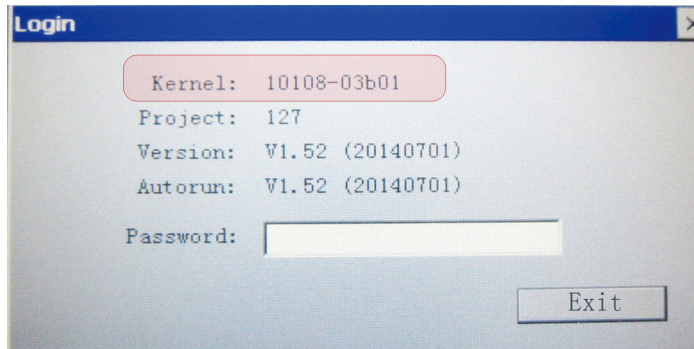 Login
Kernel: 10108-03b01
Project: 127
Version: V1.52 (20140701)
Autorun: V1.52 (20140701)
Password:
Exit